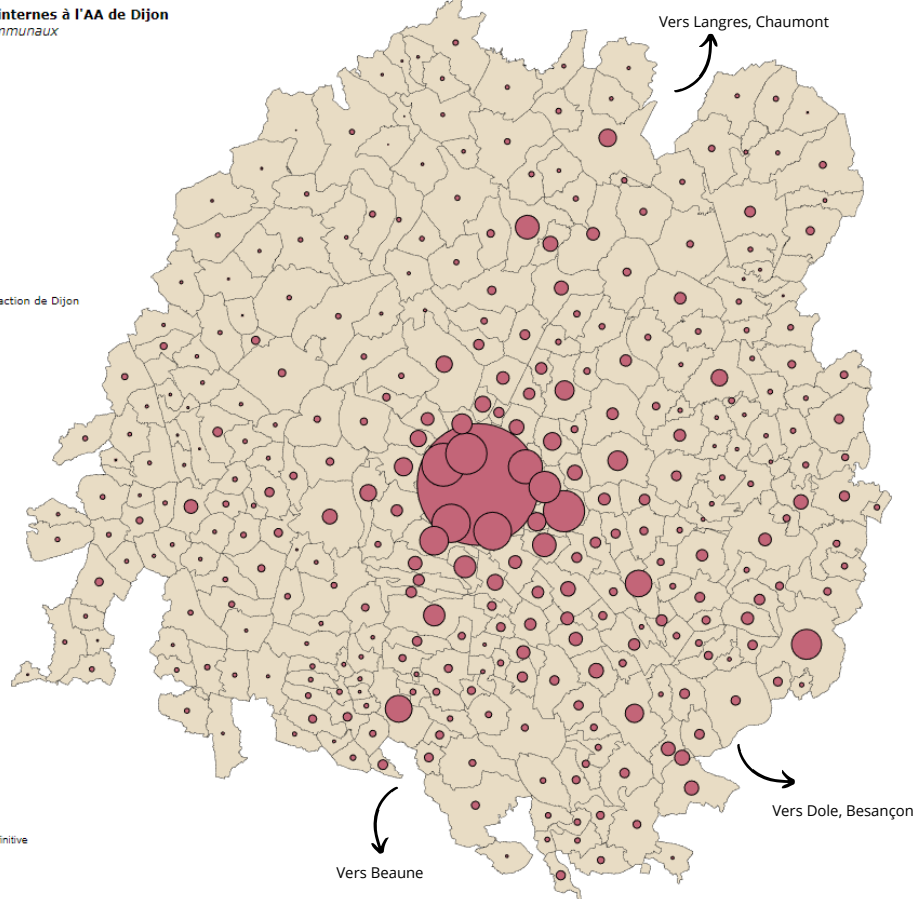 internes à l'AA de Dijon
mmunaux
Vers Langres, Chaumont
action de Dijon
Vers Dole, Besançon
initive
Vers Beaune